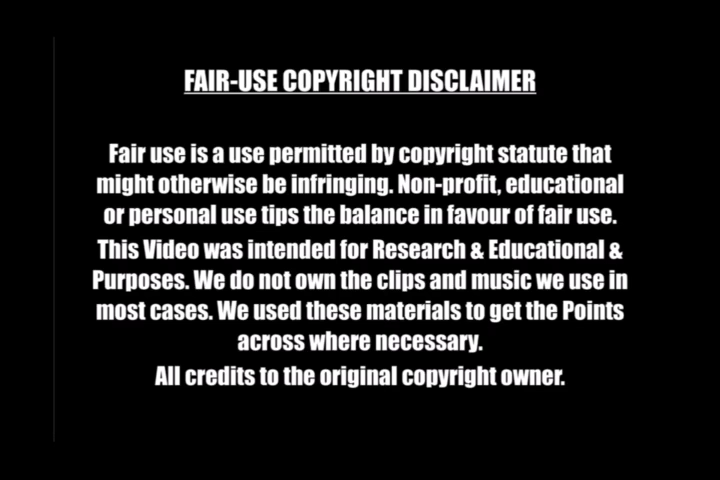 FAIR-USE COPYRIGHT DISCLAIMER
Fair use is a use permitted by copyright statute that
might otherwise be infringing. Non-profit, educational
or personal use tips the balance in favour of fair use.
This Video was intended for Research & Educational &
Purposes. We do not own the clips and music we use in
most cases. We used these materials to get the Points
across where necessary.
All credits to the original copyright owner.